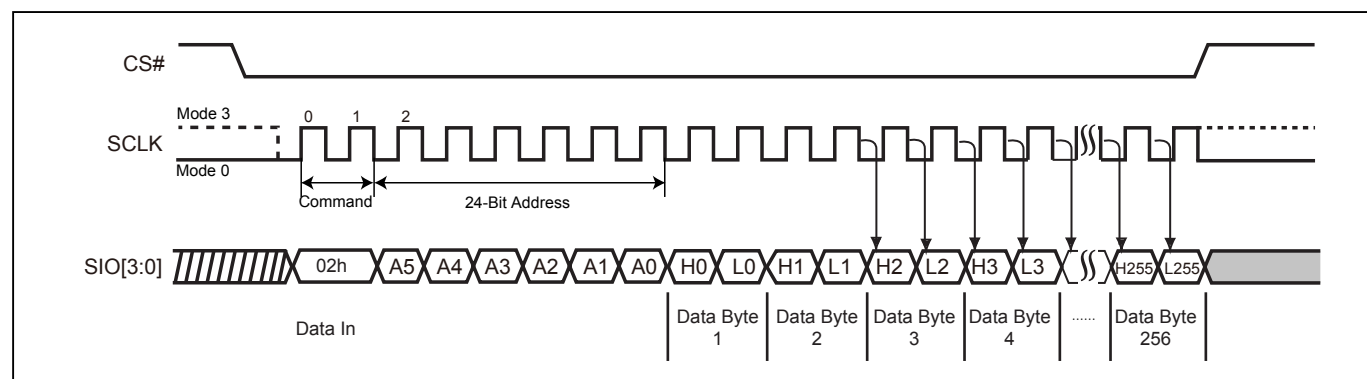 CS#
Mode 3
0 1 2
SCLK
Mode 0
Command
24-Bit Address
SIO[3:0]
02h A5 A4 A3 A2 A1 A0 H0 L0 H1 L1 H2 L2 H3 L3 H255 L255
Data In
Data Byte 1
Data Byte 2
Data Byte 3
Data Byte 4
......
Data Byte 256